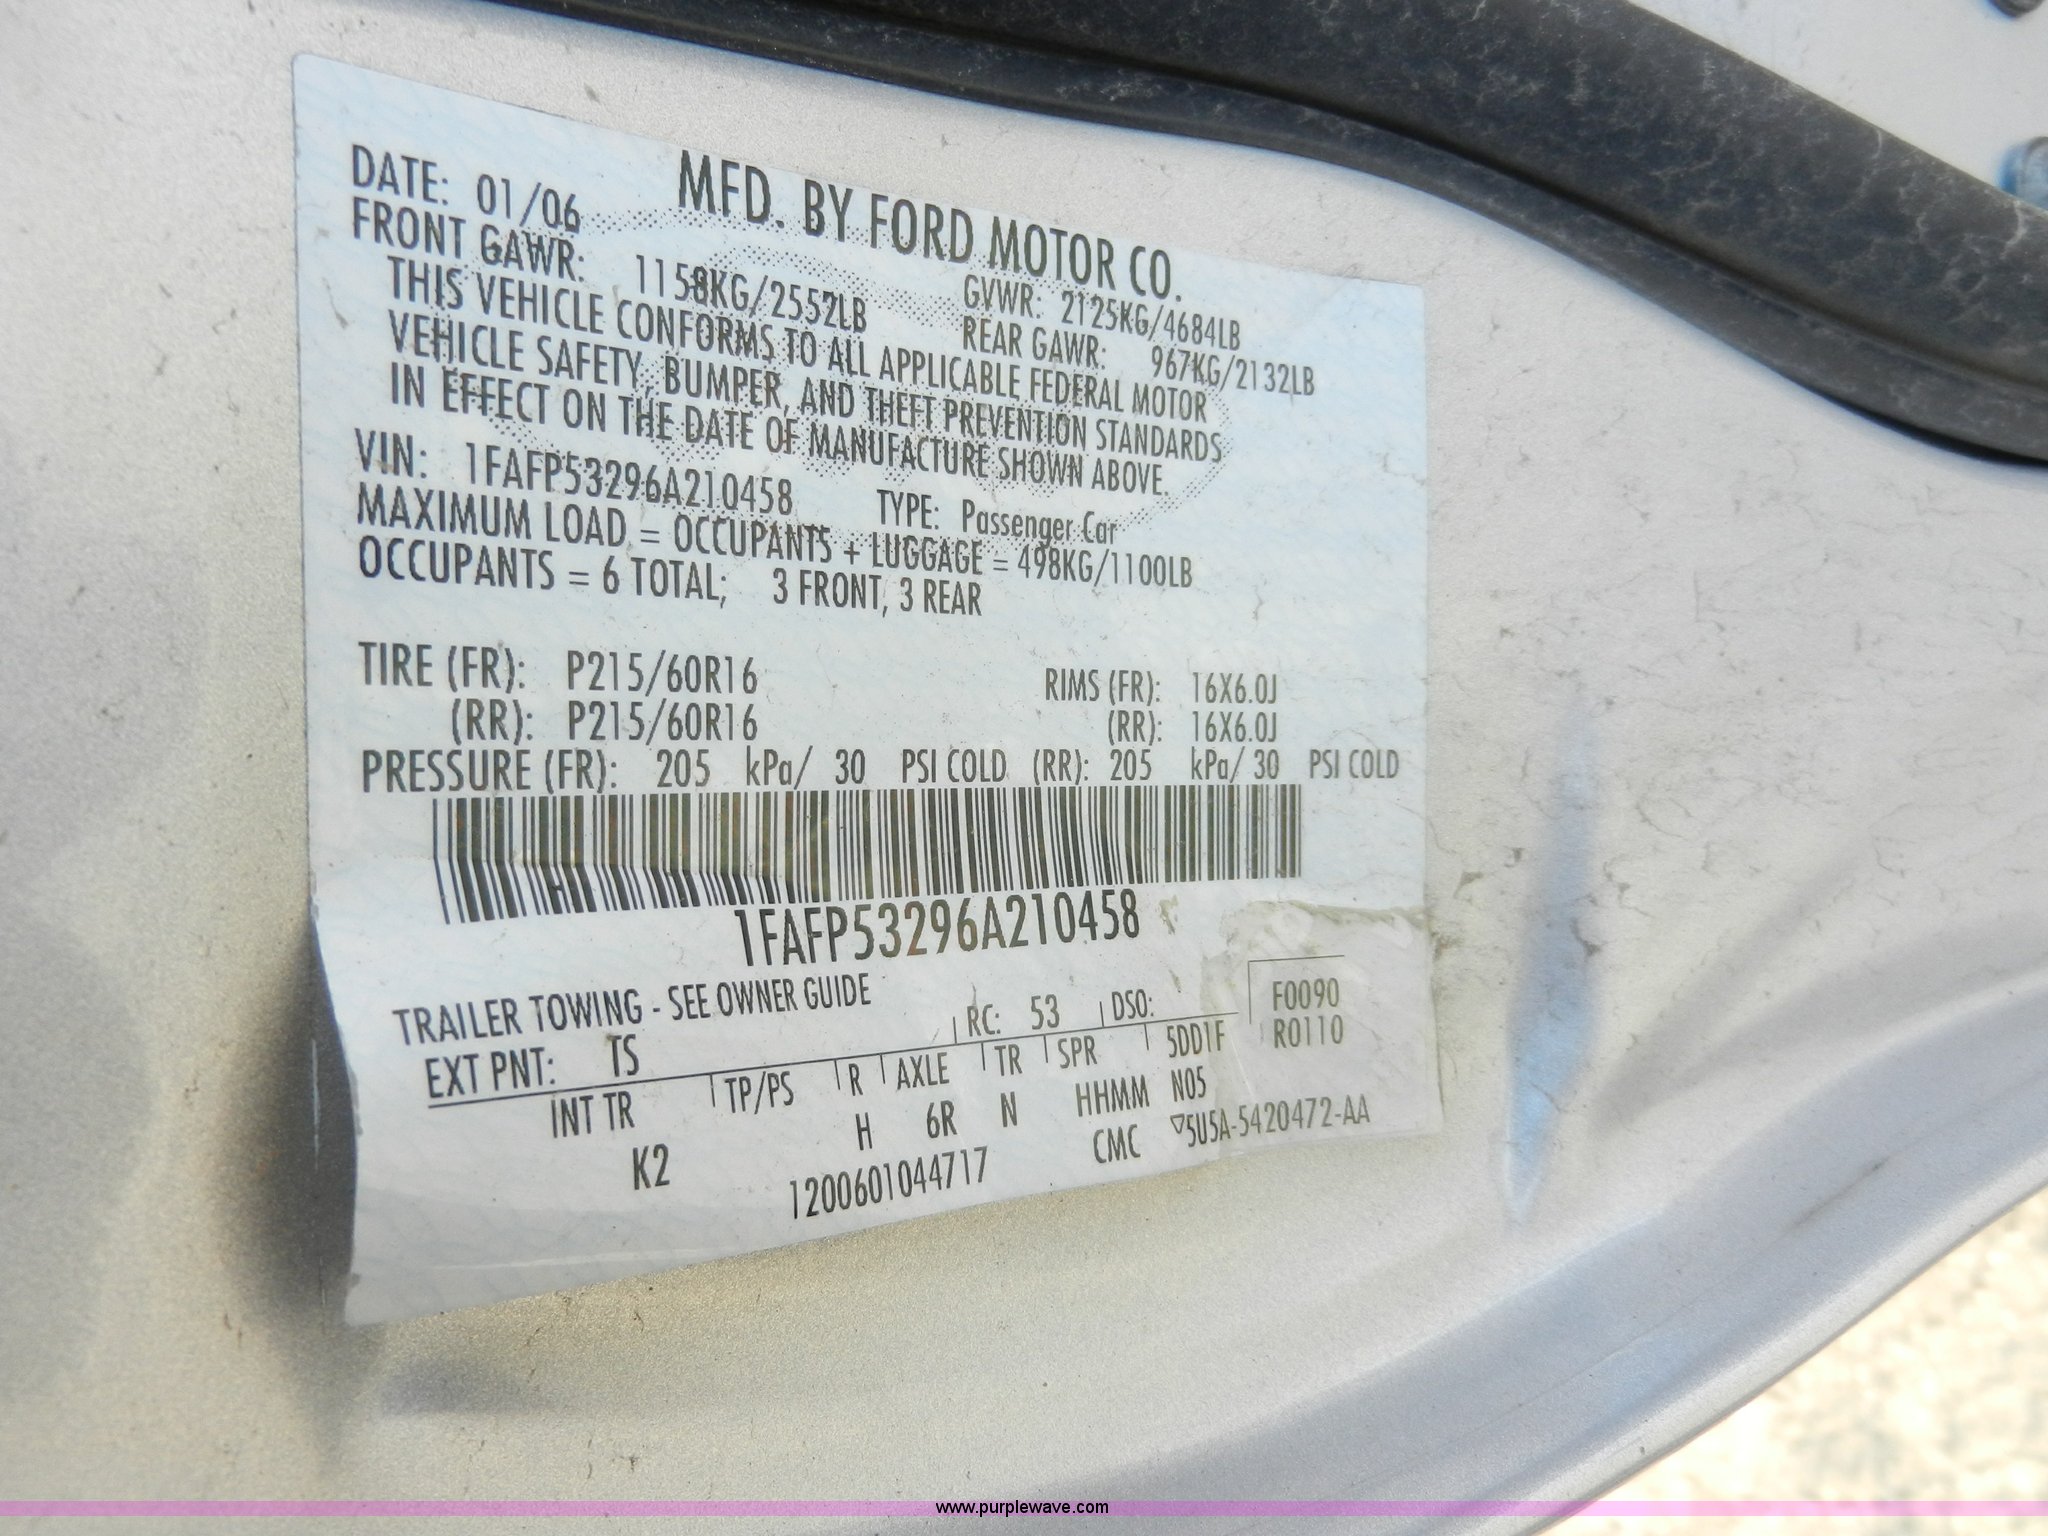 MFD. BY FORD MOTOR CO.
DATE: 01/06 GVWR: 2125KG/4684LB
FRONT GAWR: 1158KG/2552LB REAR GAWR: 967KG/2132LB
THIS VEHICLE CONFORMS TO ALL APPLICABLE FEDERAL MOTOR
VEHICLE SAFETY, BUMPER, AND THEFT PREVENTION STANDARDS
IN EFFECT ON THE DATE OF MANUFACTURE SHOWN ABOVE.
VIN: 1FAFP53296A210458 TYPE: Passenger Car
MAXIMUM LOAD = OCCUPANTS + LUGGAGE = 498KG/1100LB
OCCUPANTS = 6 TOTAL; 3 FRONT, 3 REAR
TIRE (FR): P215/60R16 RIMS (FR): 16X6.0J
(RR): P215/60R16 (RR): 16X6.0J
PRESSURE (FR): 205 kPa/ 30 PSI COLD (RR): 205 kPa/ 30 PSI COLD
1FAFP53296A210458
TRAILER TOWING - SEE OWNER GUIDE F0090
EXT PNT: TS RC: 53 DSO: R0110
INT TR TP/PS R AXLE TR SPR 5DD1F
K2 H 6R N HHMM N05
1200601044717 CMC ▽5U5A-5420472-AA
www.purplewave.com